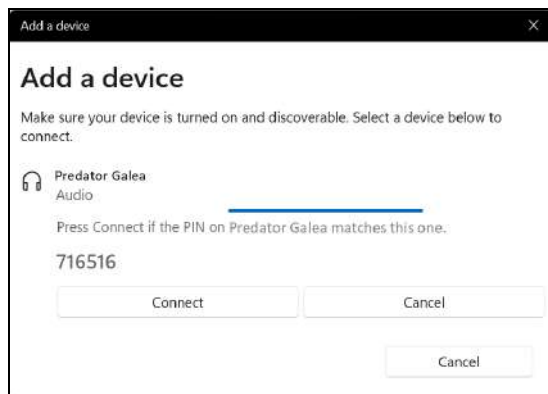 Add a device
Add a device
Make sure your device is turned on and discoverable. Select a device below to
connect.
Predator Galea
Audio
Press Connect if the PIN on Predator Galea matches this one.
716516
Connect
Cancel
Cancel